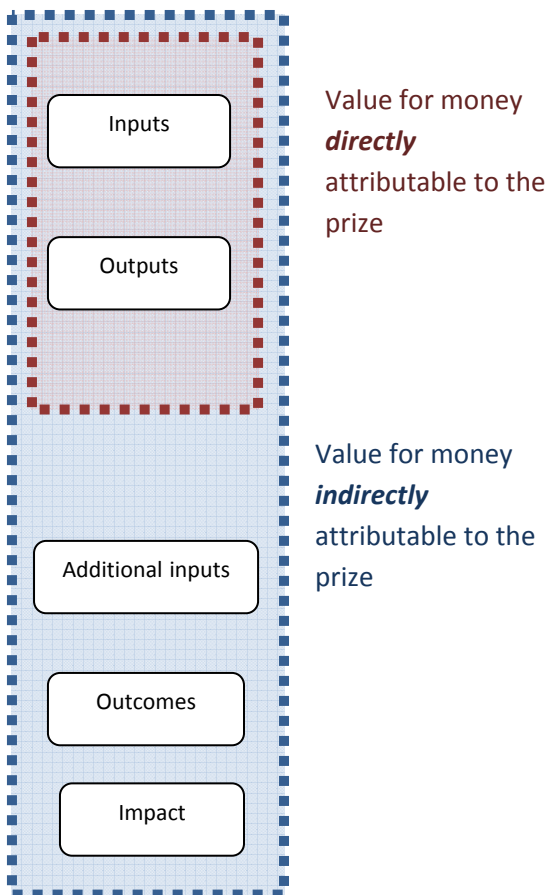 Inputs
Value for money
directly
attributable to the
prize
Outputs
Value for money
indirectly
attributable to the
prize
Additional inputs
Outcomes
Impact